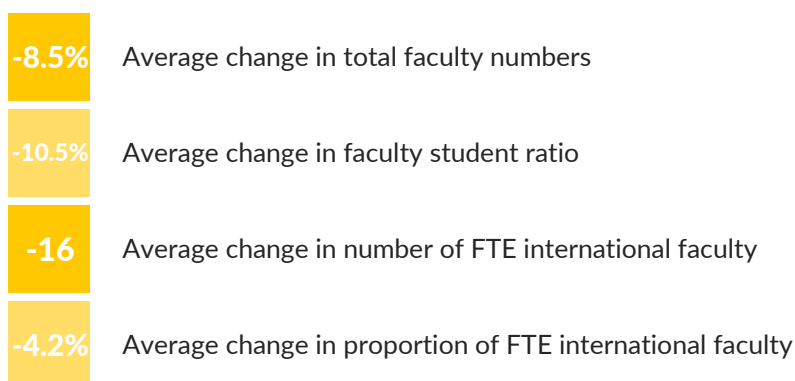 -8.5% Average change in total faculty numbers
-10.5% Average change in faculty student ratio
-16 Average change in number of FTE international faculty
-4.2% Average change in proportion of FTE international faculty